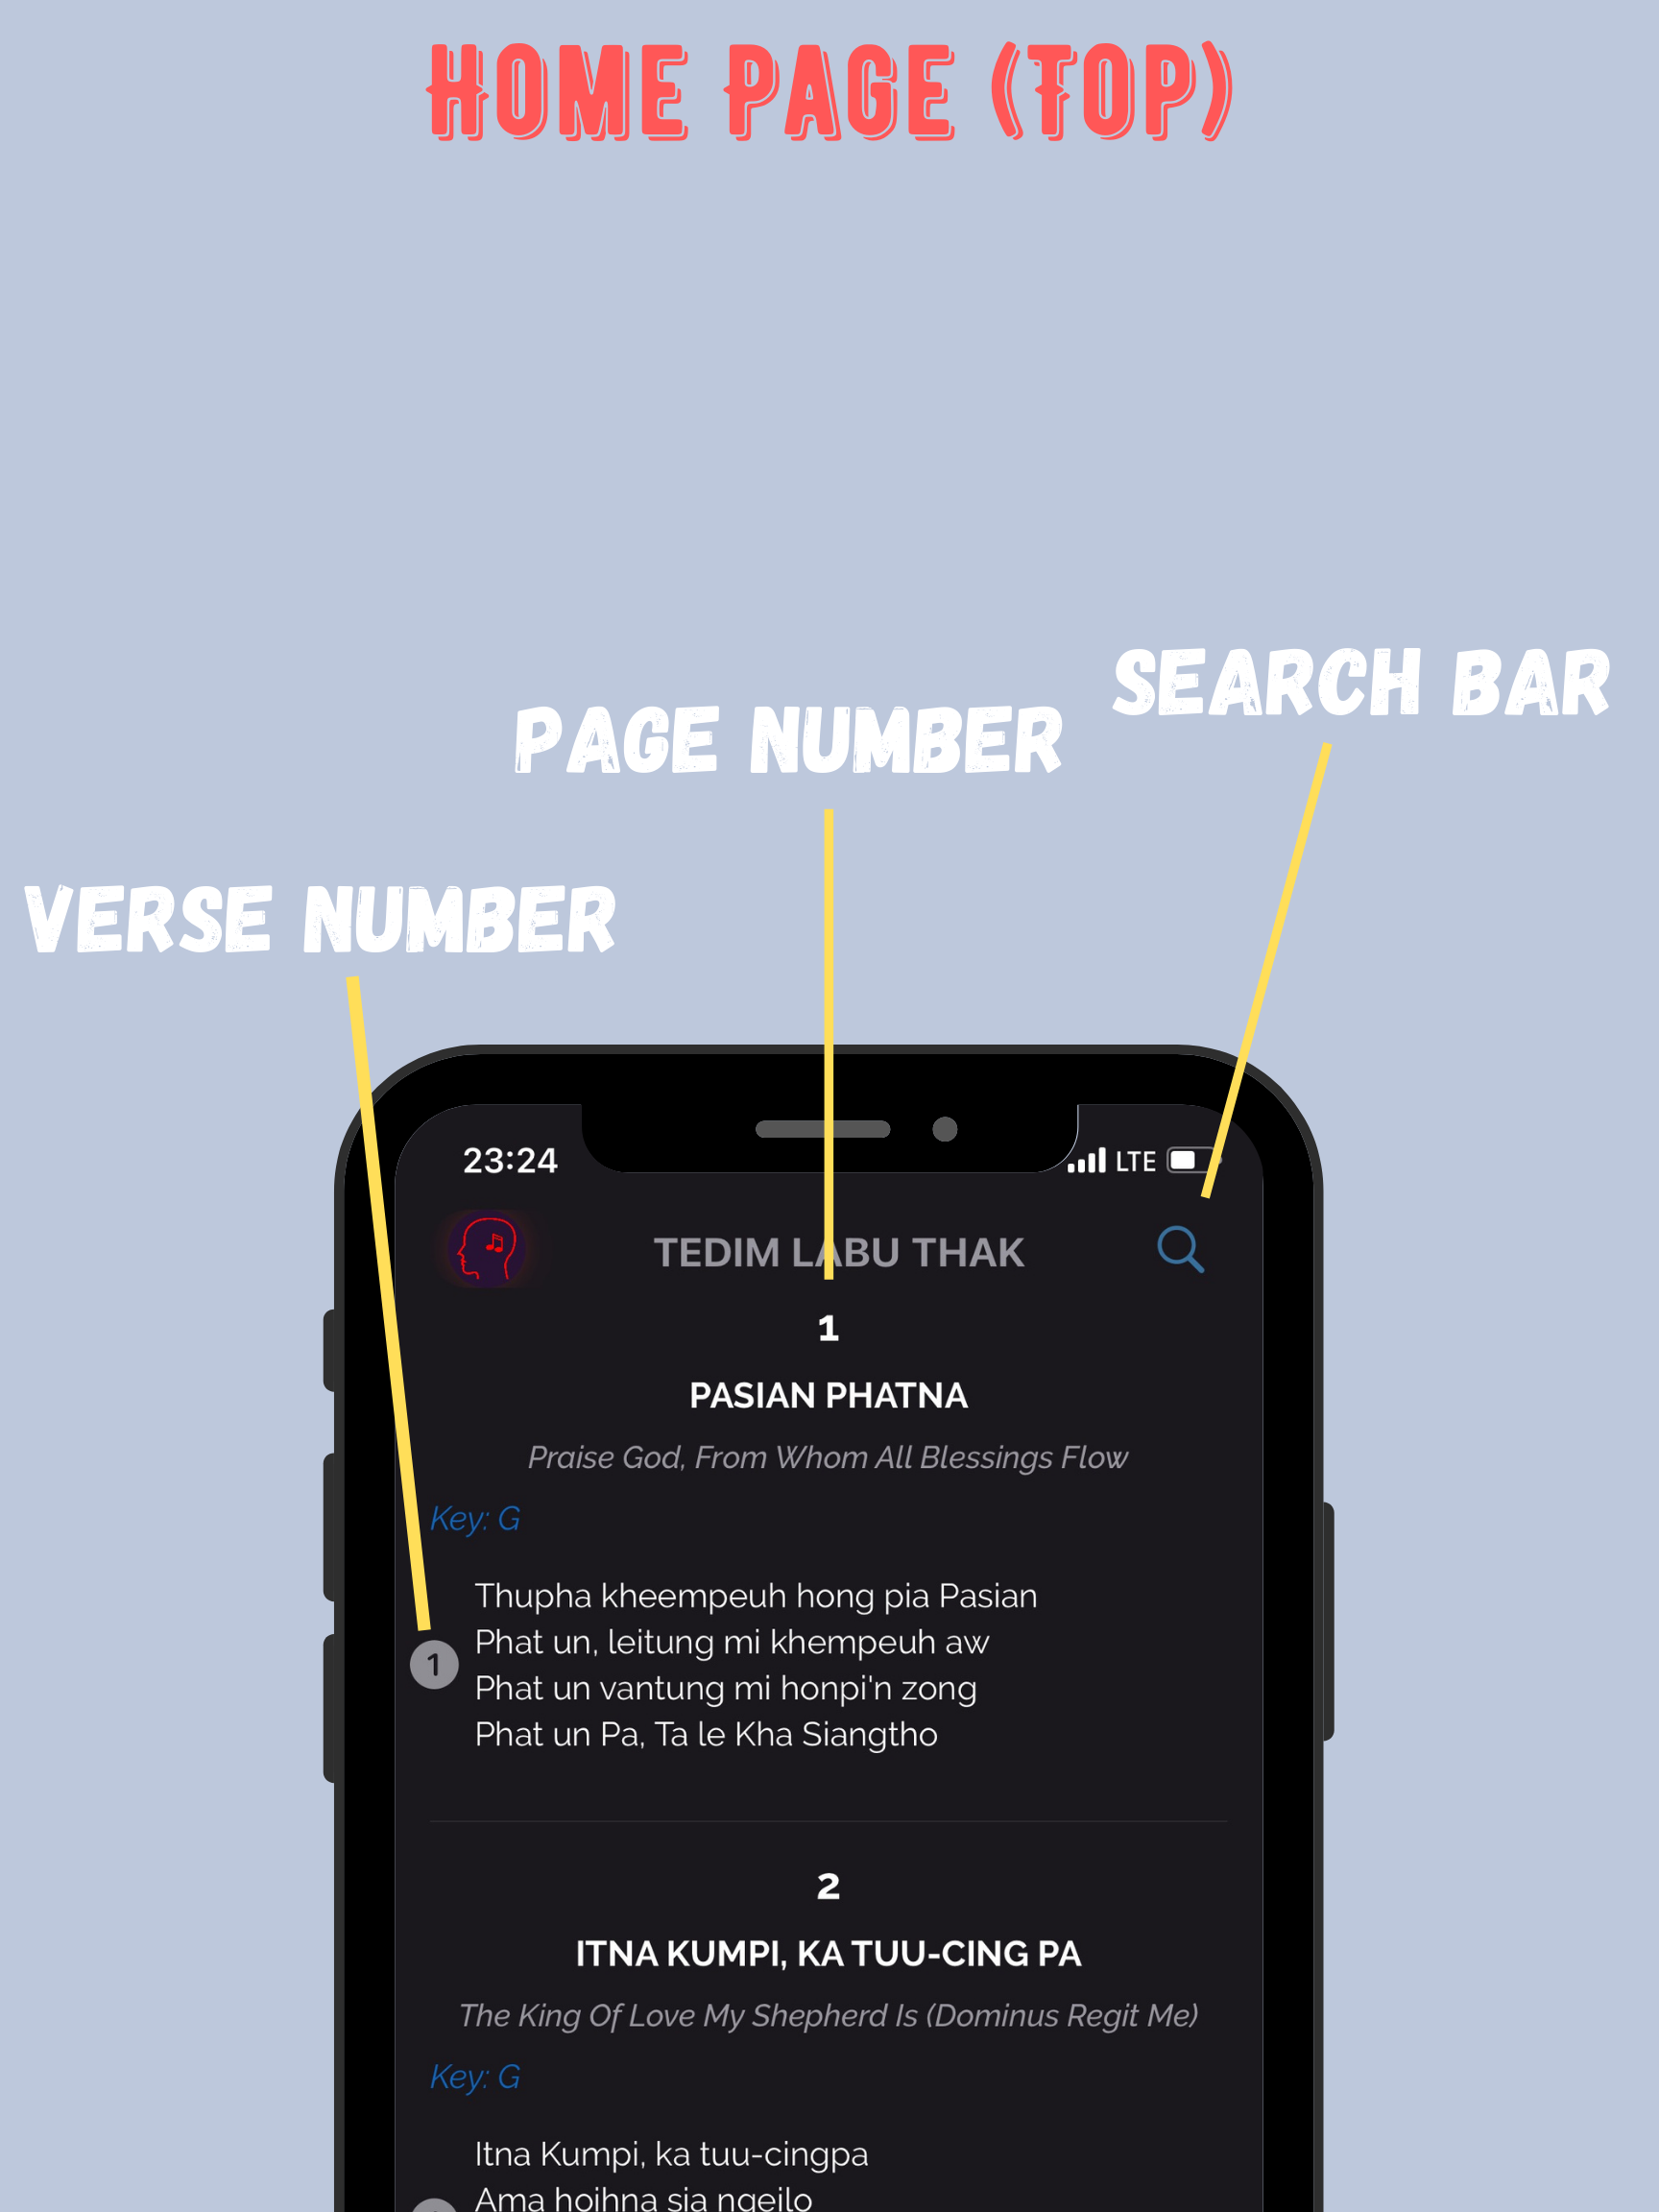 HOME PAGE (TOP)
SEARCH BAR
PAGE NUMBER
VERSE NUMBER
23:24
LTE
TEDIM LABU THAK
1
PASIAN PHATNA
Praise God, From Whom All Blessings Flow
Key: G
Thupha kheempeuh hong pia Pasian
Phat un, leitung mi khempeuh aw
1
Phat un vantung mi honpi'n zong
Phat un Pa, Ta le Kha Siangtho
2
ITNA KUMPI, KA TUU-CING PA
The King Of Love My Shepherd Is (Dominus Regit Me)
Key: G
Itna Kumpi, ka tuu-cingpa
Ama hoihna sia ngeilo